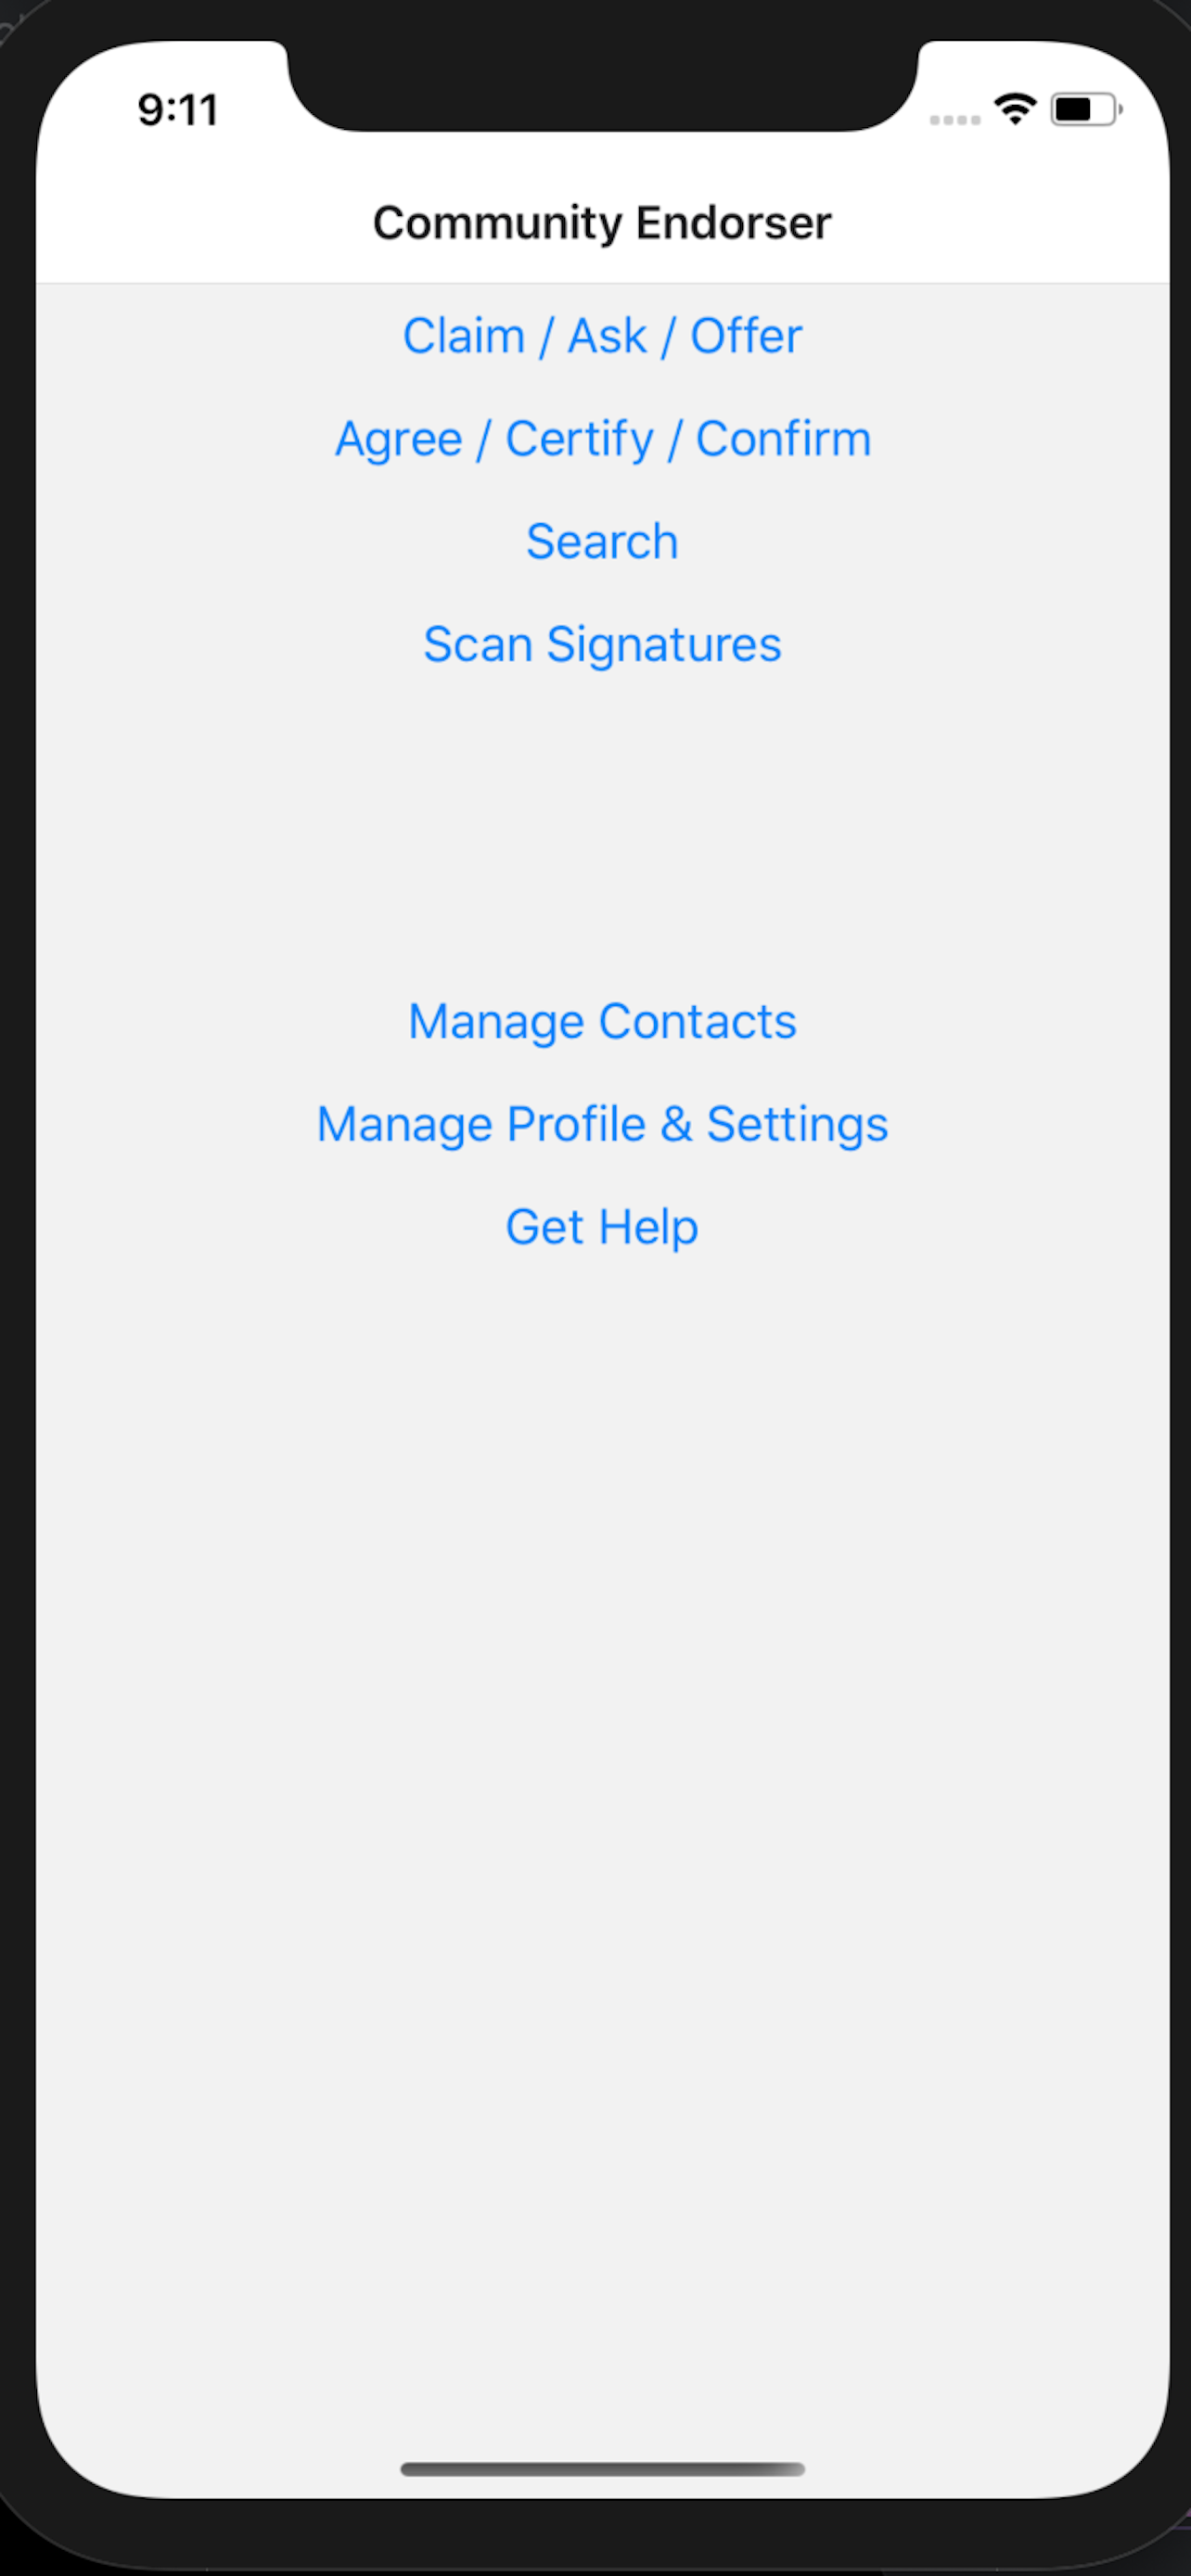 9:11
Community Endorser
Claim / Ask / Offer
Agree / Certify / Confirm
Search
Scan Signatures
Manage Contacts
Manage Profile & Settings
Get Help